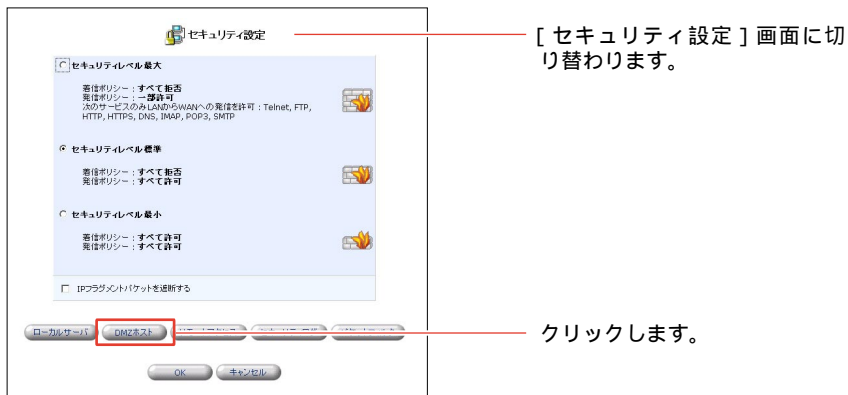 セキュリティ設定
［セキュリティ設定］画面に切
り替わります。
セキュリティレベル 最大
着信ポリシー：すべて拒否
発信ポリシー：一部許可
次のサービスのみLANからWANへの発信を許可：Telnet, FTP,
HTTP, HTTPS, DNS, IMAP, POP3, SMTP
セキュリティレベル 標準
着信ポリシー：すべて拒否
発信ポリシー：すべて許可
セキュリティレベル 最小
着信ポリシー：すべて許可
発信ポリシー：すべて許可
IPフラグメントパケットを遮断する
ローカルサーバ DMZホスト
クリックします。
OK キャンセル